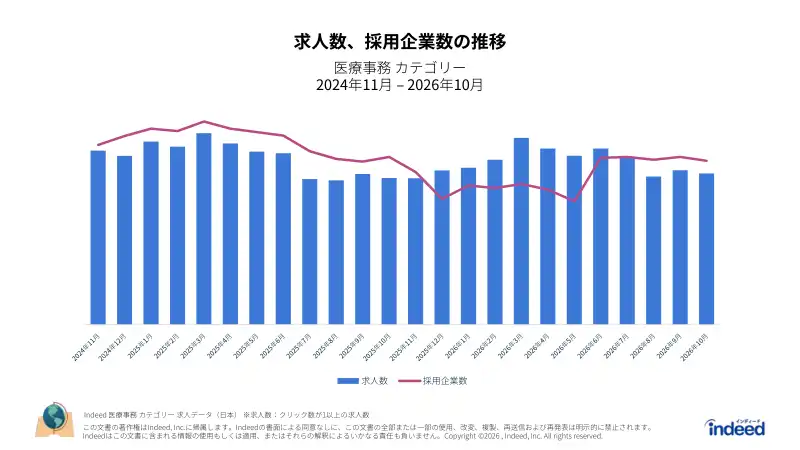 求人数、採用企業数の推移
医療事務 カテゴリー
2024年11月 – 2026年10月
2024年11月
2024年12月
2025年1月
2025年2月
2025年3月
2025年4月
2025年5月
2025年6月
2025年7月
2025年8月
2025年9月
2025年10月
2025年11月
2025年12月
2026年1月
2026年2月
2026年3月
2026年4月
2026年5月
2026年6月
2026年7月
2026年8月
2026年9月
2026年10月
求人数 採用企業数
Indeed 医療事務 カテゴリー 求人データ（日本） ※求人数：クリック数が1以上の求人数
この文書の著作権はIndeed, Inc.に帰属します。Indeedの書面による同意なしに、この文書の全部または一部の使用、改変、複製、再送信および再発表は明示的に禁止されます。
Indeedはこの文書に含まれる情報の使用もしくは適用、またはそれらの解釈によるいかなる責任も負いません。Copyright ©2026 , Indeed, Inc. All rights reserved.
インディード
indeed